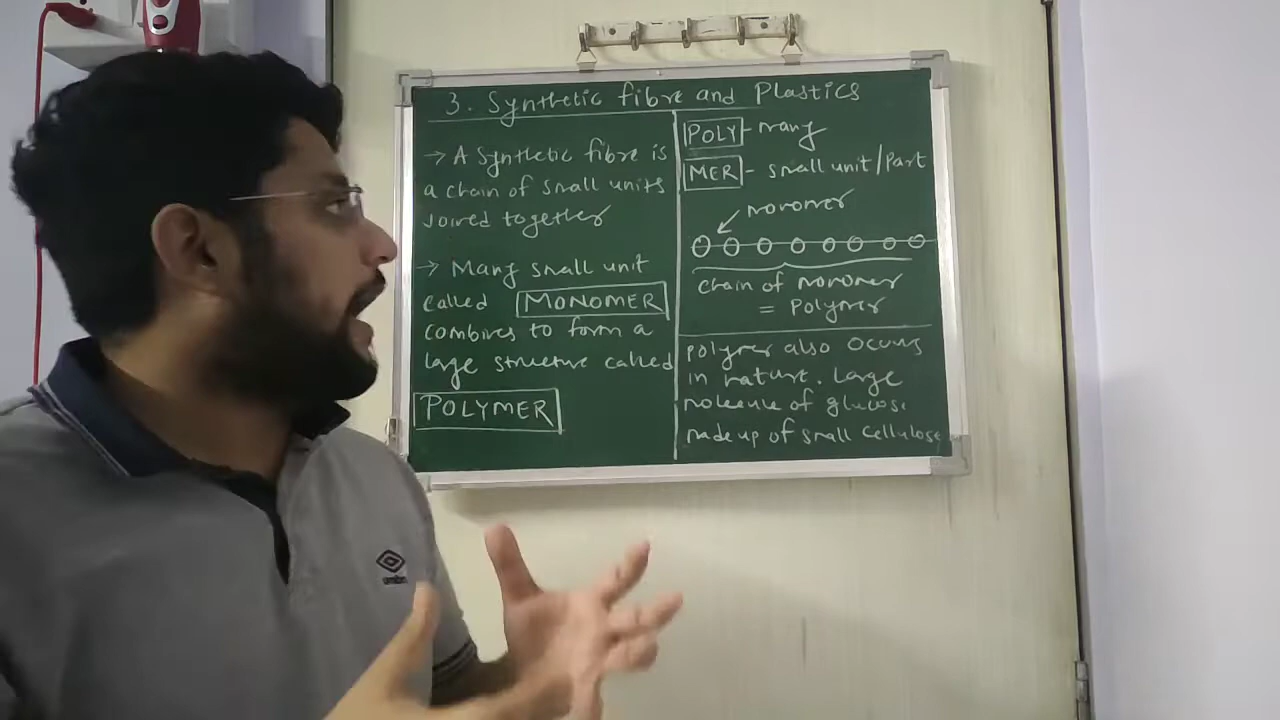 3. Synthetic fibre and Plastics
→ A Synthetic fibre is
a chain of small units
Joined together
→ Many small unit
called MONOMER
combines to form a
large structure called
POLYMER
POLY - many
MER - small unit/Part
monomer
chain of monomer
= Polymer
polymer also occurs
in nature. Large
molecule of glucose
made up of small cellulose
umbro